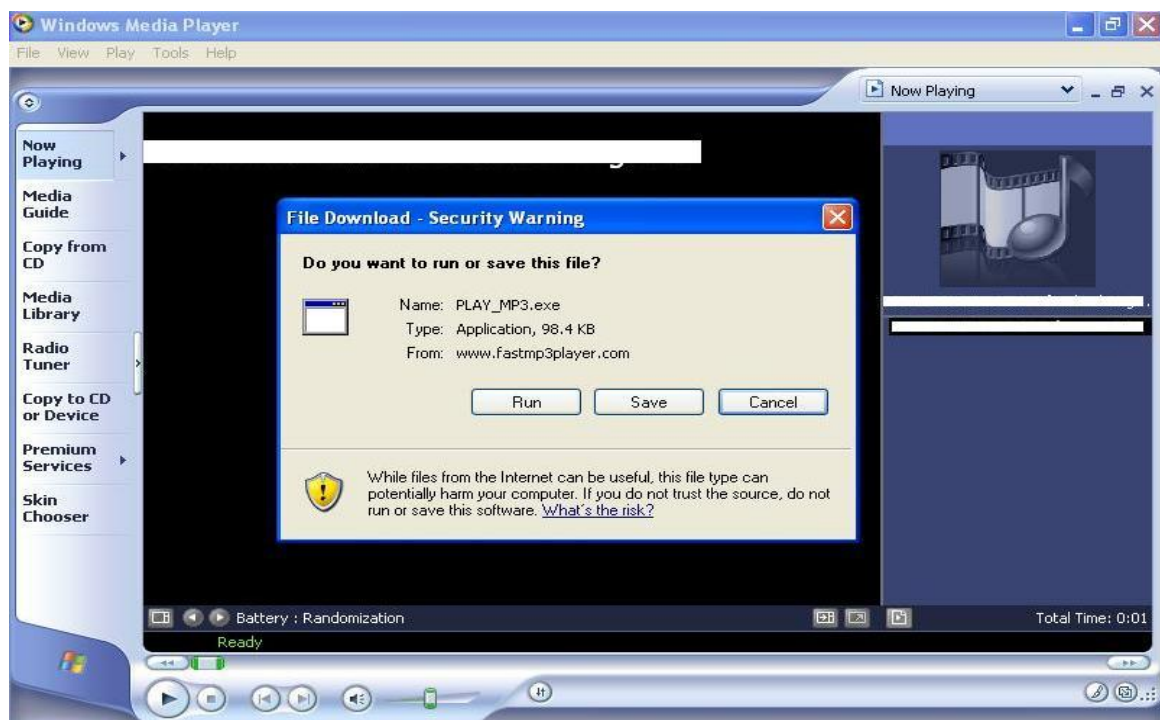 Windows Media Player
File View Play Tools Help
Now Playing
Now
Playing
Media
Guide
Copy from
CD
Media
Library
Radio
Tuner
Copy to CD
or Device
Premium
Services
Skin
Chooser
File Download - Security Warning
Do you want to run or save this file?
Name: PLAY_MP3.exe
Type: Application, 98.4 KB
From: www.fastmp3player.com
Run Save Cancel
While files from the Internet can be useful, this file type can
potentially harm your computer. If you do not trust the source, do not
run or save this software. What's the risk?
Battery : Randomization
Total Time: 0:01
Ready